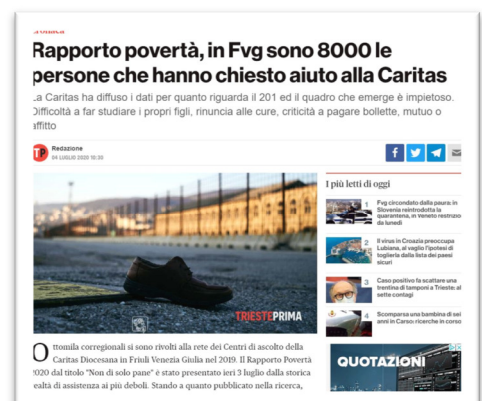 Rapporto povertà, in Fvg sono 8000 le
persone che hanno chiesto aiuto alla Caritas
La Caritas ha diffuso i dati per quanto riguarda il 201 ed il quadro che emerge è impietoso.
Difficoltà a far studiare i propri figli, rinuncia alle cure, criticità a pagare bollette, mutuo o
affitto
TP
Redazione
04 LUGLIO 2020 15:30
I più letti di oggi
1 Fvg circondato dalla paura: in
Slovenia reintrodotta la
quarantena, in Veneto restrizioni
da lunedì
2 Il virus in Croazia preoccupa
Lubiana, al vaglio l'ipotesi di
toglierla dalla lista dei paesi
sicuri
3 Caso positivo fa scattare una
trentina di tamponi a Trieste: al
sette contagi
4 Scomparsa una bambina di sei
anni in Carso: ricerche in corso
TRIESTEPRIMA
Ottomila corregionali si sono rivolti alla rete dei Centri di ascolto della
Caritas Diocesana in Friuli Venezia Giulia nel 2019. Il Rapporto Povertà
2020 dal titolo "Non di solo pane" è stato presentato ieri 3 luglio dalla storica
realtà di assistenza ai più deboli. Stando a quanto pubblicato nella ricerca,
QUOTAZIONI